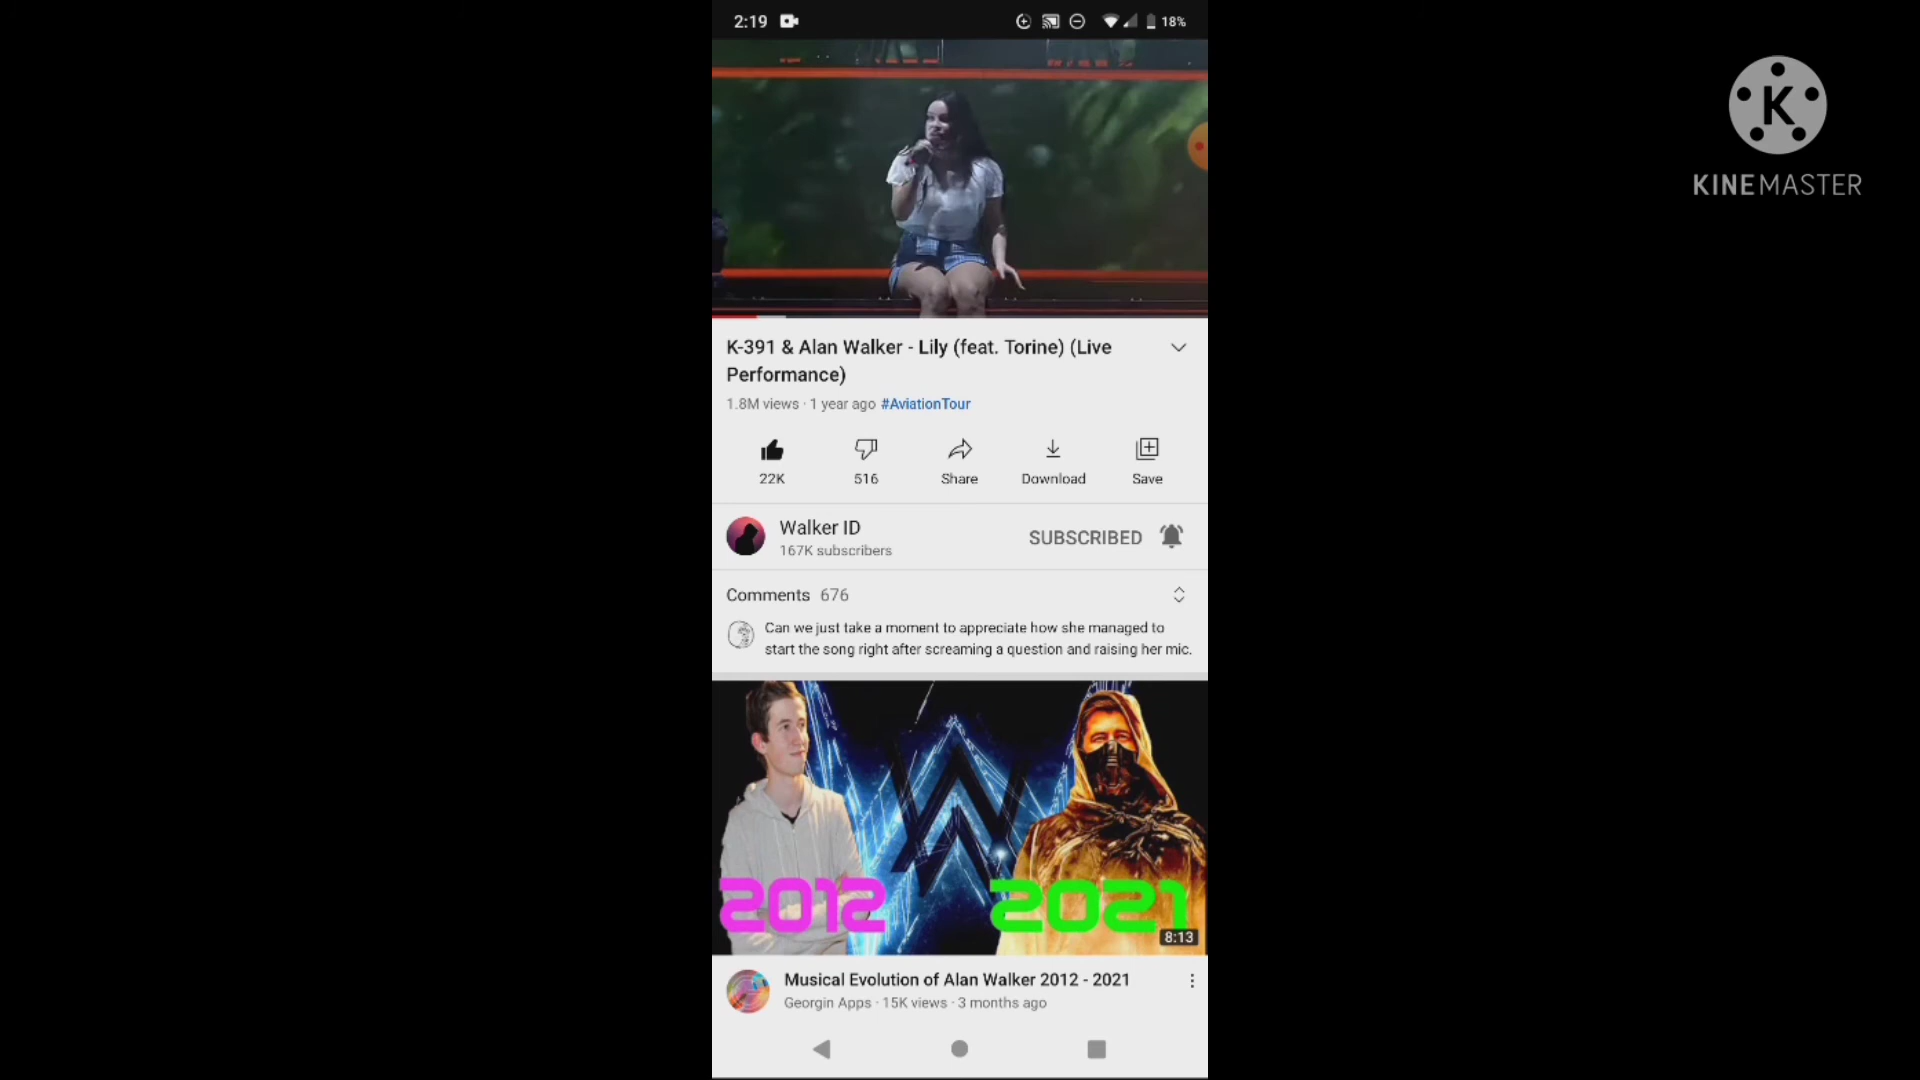 2:19
18%
K
KINEMASTER
K-391 & Alan Walker - Lily (feat. Torine) (Live
Performance)
1.8M views · 1 year ago #AviationTour
22K
516
Share
Download
Save
Walker ID
167K subscribers
SUBSCRIBED
Comments 676
Can we just take a moment to appreciate how she managed to
start the song right after screaming a question and raising her mic.
2012
2021
8:13
Musical Evolution of Alan Walker 2012 - 2021
Georgin Apps · 15K views · 3 months ago